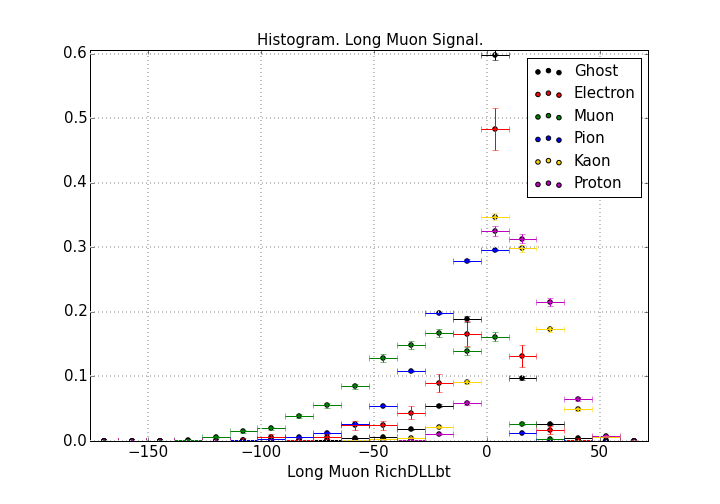 Histogram. Long Muon Signal.
0.6
0.5
0.4
0.3
0.2
0.1
0.0
Ghost
Electron
Muon
Pion
Kaon
Proton
−150 −100 −50 0 50
Long Muon RichDLLbt